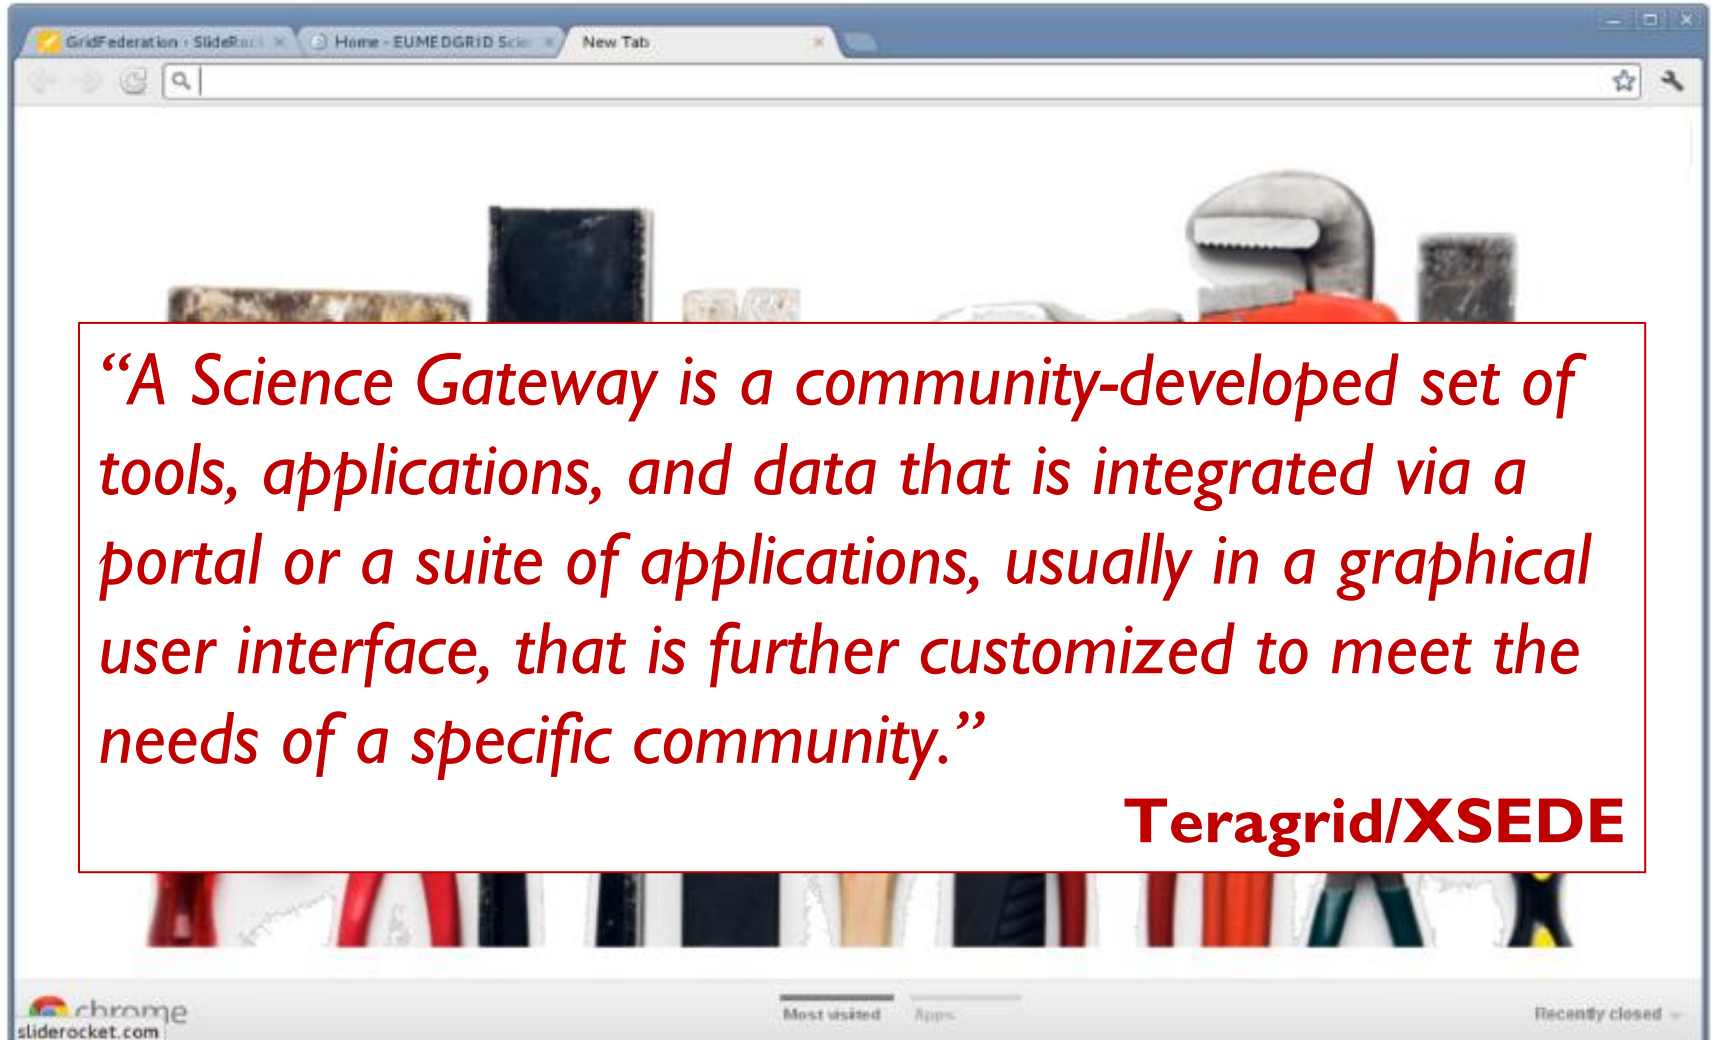 GridFederation - SlideRoc
Home - EUMEDGRID Scie
New Tab
“A Science Gateway is a community-developed set of
tools, applications, and data that is integrated via a
portal or a suite of applications, usually in a graphical
user interface, that is further customized to meet the
needs of a specific community.”
Teragrid/XSEDE
chrome
Most visited
Apps
Recently closed
sliderocket.com